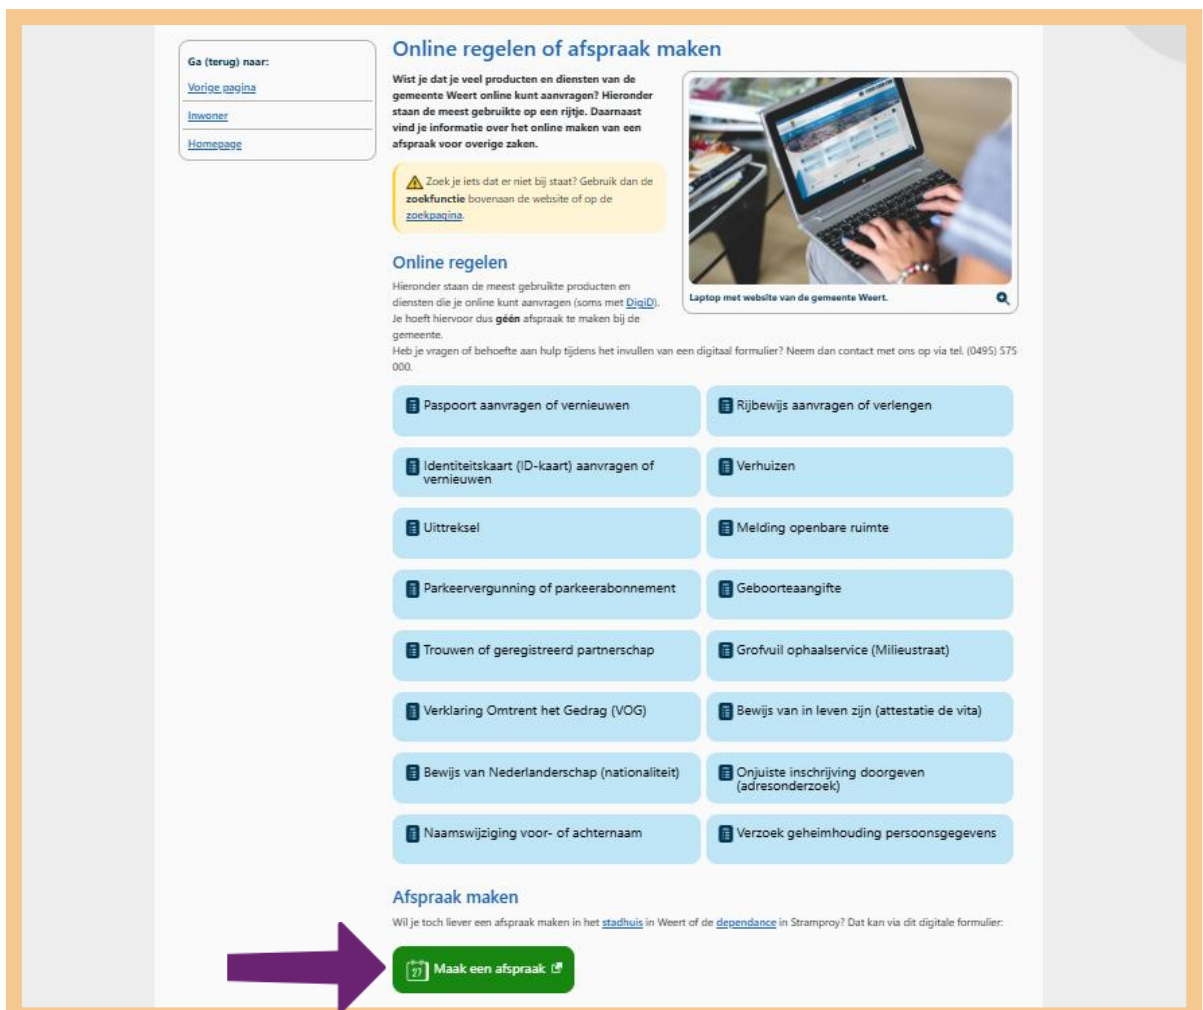 Ga (terug) naar:
Vorige pagina
Inwoner
Homepage
Online regelen of afspraak maken
Wist je dat je veel producten en diensten van de
gemeente Weert online kunt aanvragen? Hieronder
staan de meest gebruikte op een rijtje. Daarnaast
vind je informatie over het online maken van een
afspraak voor overige zaken.
Zoek je iets dat er niet bij staat? Gebruik dan de
zoekfunctie bovenaan de website of op de
zoekpagina.
Laptop met website van de gemeente Weert.
Online regelen
Hieronder staan de meest gebruikte producten en
diensten die je online kunt aanvragen (soms met DigiD).
Je hoeft hiervoor dus géén afspraak te maken bij de
gemeente.
Heb je vragen of behoefte aan hulp tijdens het invullen van een digitaal formulier? Neem dan contact met ons op via tel. (0495) 575
000.
Paspoort aanvragen of vernieuwen
Rijbewijs aanvragen of verlengen
Identiteitskaart (ID-kaart) aanvragen of
vernieuwen
Verhuizen
Uittreksel
Melding openbare ruimte
Parkeervergunning of parkeerabonnement
Geboorteaangifte
Trouwen of geregistreerd partnerschap
Grofvuil ophaalservice (Milieustraat)
Verklaring Omtrent het Gedrag (VOG)
Bewijs van in leven zijn (attestatie de vita)
Bewijs van Nederlanderschap (nationaliteit)
Onjuiste inschrijving doorgeven
(adresonderzoek)
Naamswijziging voor- of achternaam
Verzoek geheimhouding persoonsgegevens
Afspraak maken
Wil je toch liever een afspraak maken in het stadhuis in Weert of de dependance in Stramproy? Dat kan via dit digitale formulier:
27 Maak een afspraak